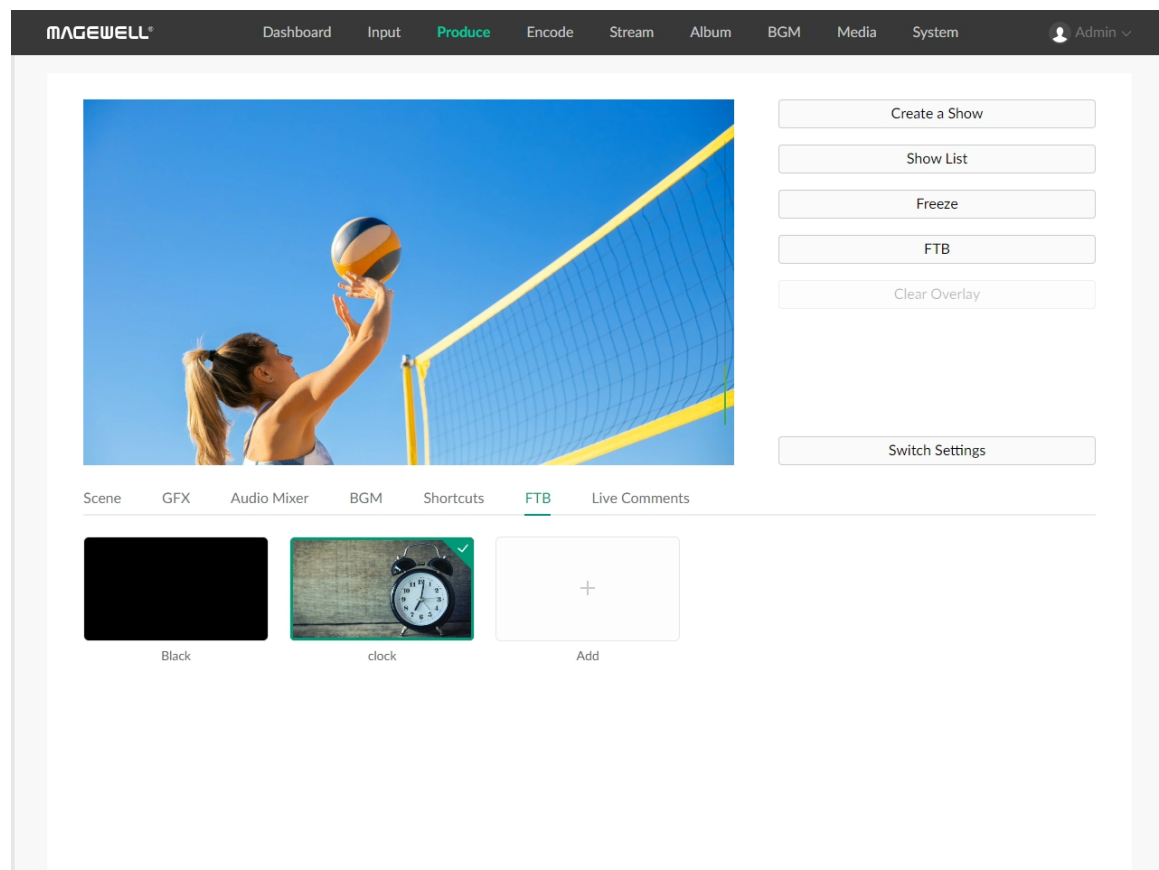 MAGEWELL®
Dashboard Input Produce Encode Stream Album BGM Media System Admin
Create a Show
Show List
Freeze
FTB
Clear Overlay
Switch Settings
Scene GFX Audio Mixer BGM Shortcuts FTB Live Comments
Black clock Add